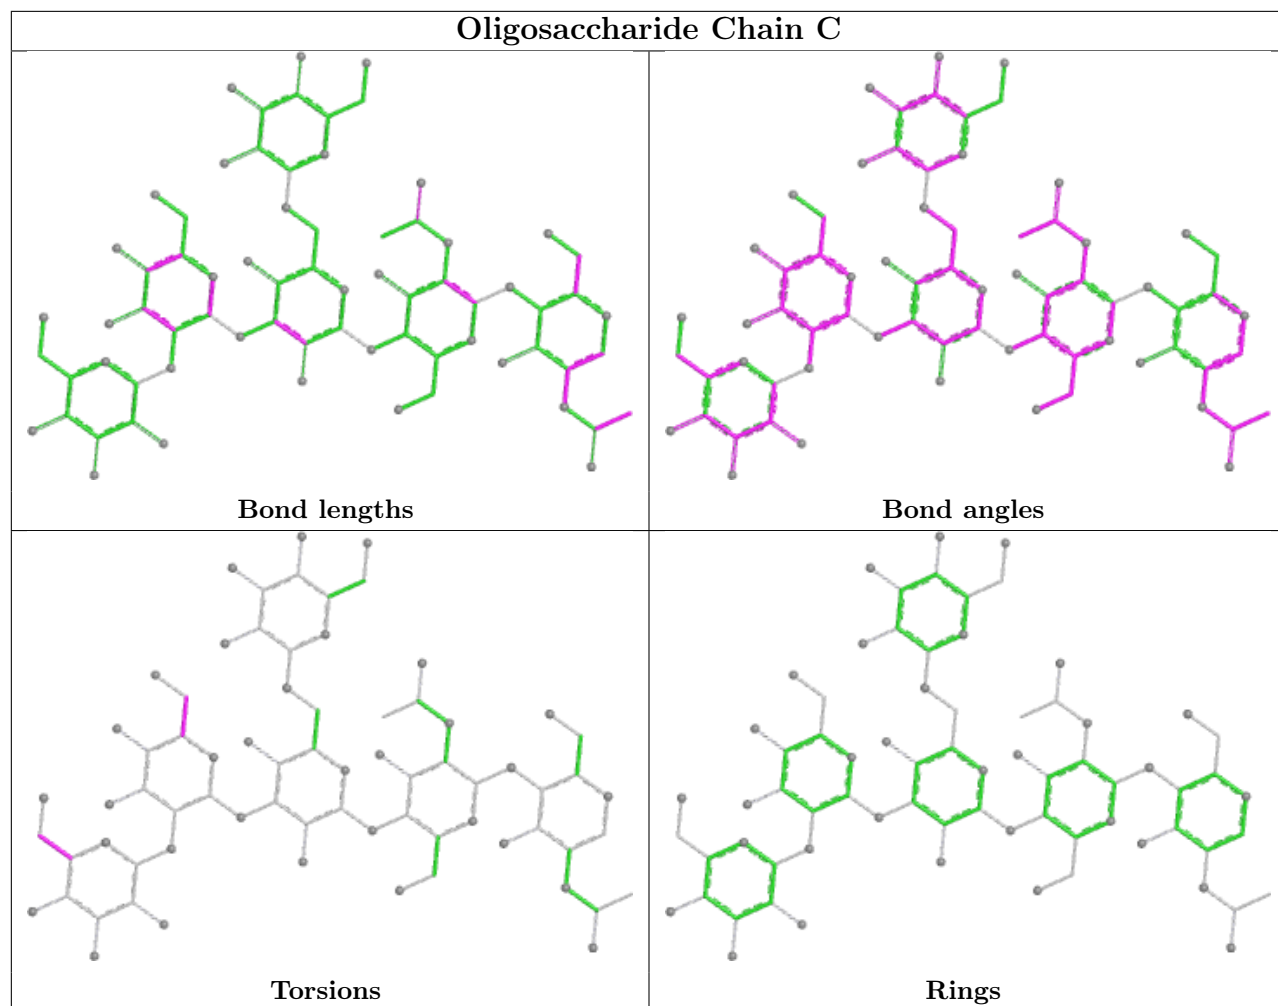 Oligosaccharide Chain C
Bond lengths
Bond angles
Torsions
Rings